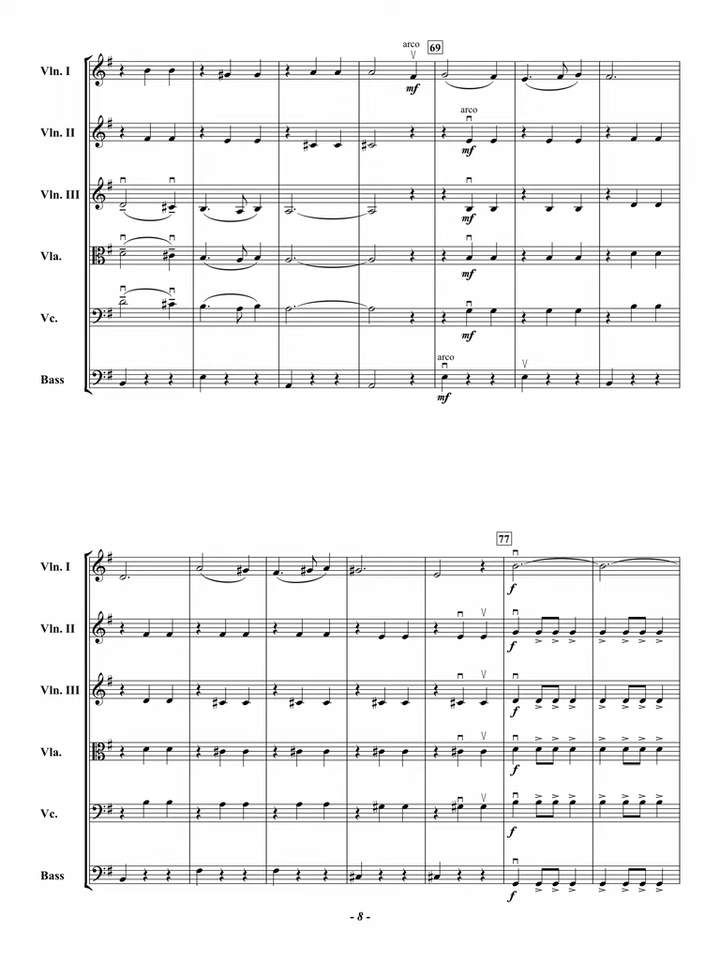 arco 69
Vln. I
mf
Vln. II
arco
mf
Vln. III
mf
Vla.
mf
Vc.
mf
arco
Bass
mf
77
Vln. I
f
Vln. II
f
Vln. III
f
Vla.
f
Vc.
f
Bass
f
- 8 -